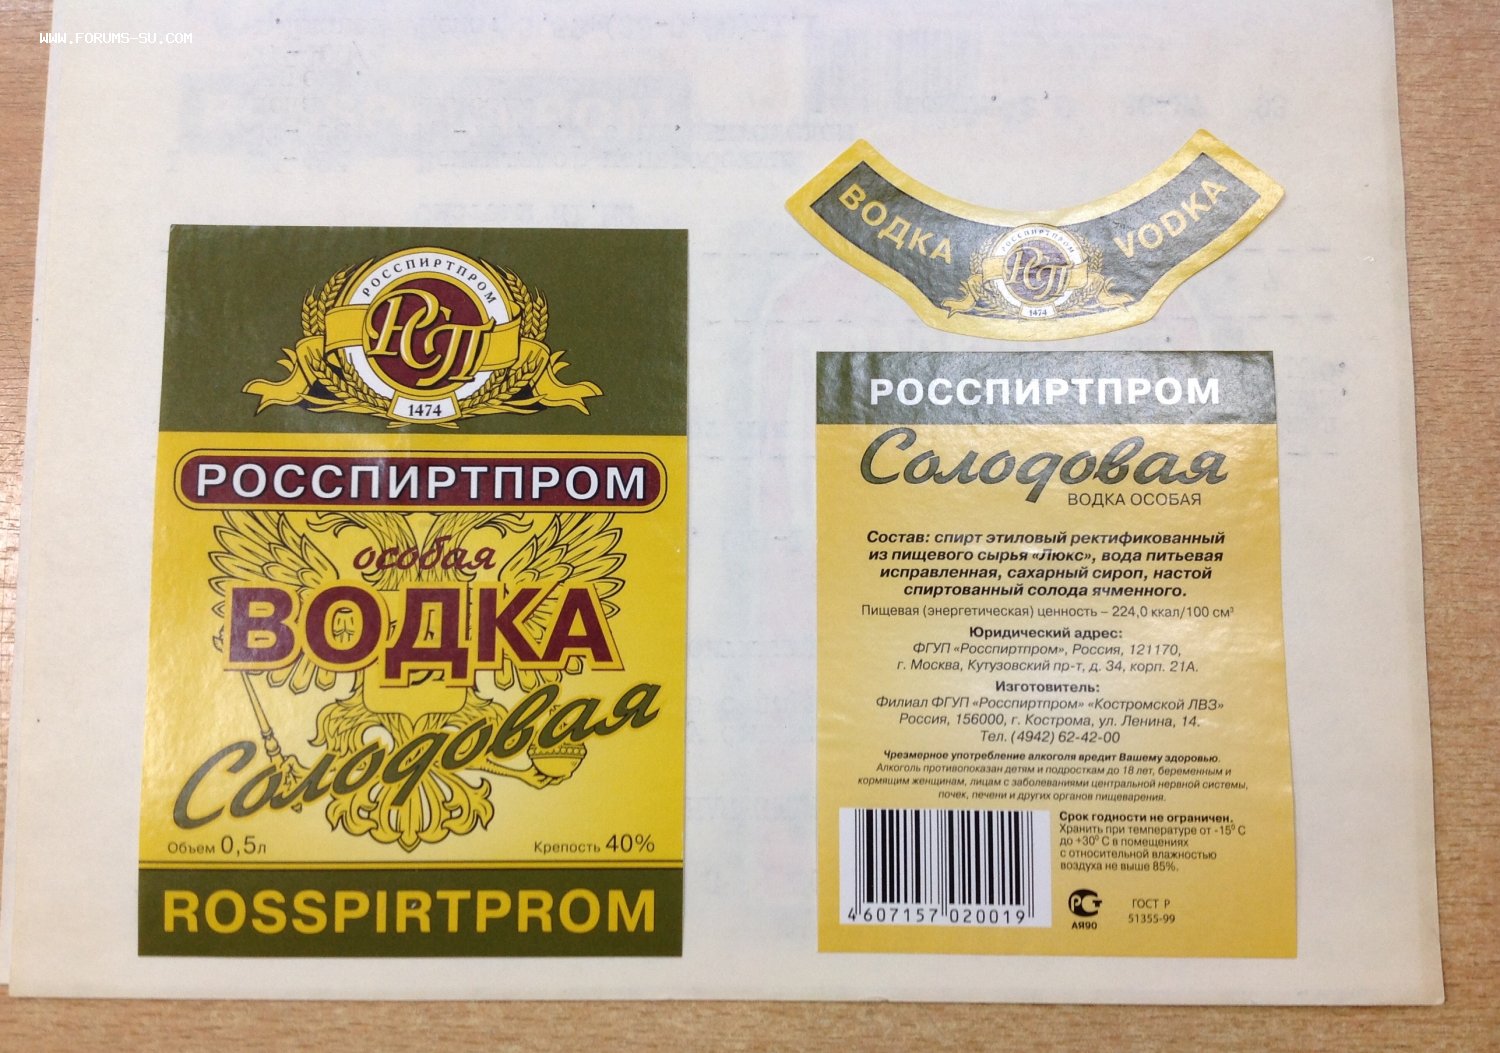 WWW.FORUMS-SU.COM
РОССПИРТПРОМ
РСП
1474
РОССПИРТПРОМ
особая
ВОДКА
Солодовая
Объем 0,5л
Крепость 40%
ROSSPIRTPROM
ВОДКА
РОССПИРТПРОМ
РСП
1474
VODKA
РОССПИРТПРОМ
Солодовая
ВОДКА ОСОБАЯ
Состав: спирт этиловый ректификованный
из пищевого сырья «Люкс», вода питьевая
исправленная, сахарный сироп, настой
спиртованный солода ячменного.
Пищевая (энергетическая) ценность – 224,0 ккал/100 см³
Юридический адрес:
ФГУП «Росспиртпром», Россия, 121170,
г. Москва, Кутузовский пр-т, д. 34, корп. 21А.
Изготовитель:
Филиал ФГУП «Росспиртпром» «Костромской ЛВЗ»
Россия, 156000, г. Кострома, ул. Ленина, 14.
Тел. (4942) 62-42-00
Чрезмерное употребление алкоголя вредит Вашему здоровью.
Алкоголь противопоказан детям и подросткам до 18 лет, беременным и
кормящим женщинам, лицам с заболеваниями центральной нервной системы,
почек, печени и других органов пищеварения.
Срок годности не ограничен.
Хранить при температуре от -15⁰ С
до +30⁰ С в помещениях
с относительной влажностью
воздуха не выше 85%.
4 607157 020019
РСТ
АЯ90
ГОСТ Р
51355-99